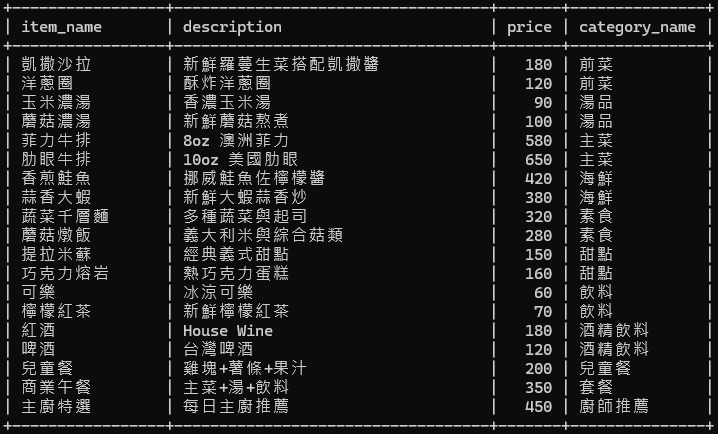 item_name | description | price | category_name
凱撒沙拉 | 新鮮羅蔓生菜搭配凱撒醬 | 180 | 前菜
洋蔥圈 | 酥炸洋蔥圈 | 120 | 前菜
玉米濃湯 | 香濃玉米湯 | 90 | 湯品
蘑菇濃湯 | 新鮮蘑菇熬煮 | 100 | 湯品
菲力牛排 | 8oz 澳洲菲力 | 580 | 主菜
肋眼牛排 | 10oz 美國肋眼 | 650 | 主菜
香煎鮭魚 | 挪威鮭魚佐檸檬醬 | 420 | 海鮮
蒜香大蝦 | 新鮮大蝦蒜香炒 | 380 | 海鮮
蔬菜千層麵 | 多種蔬菜與起司 | 320 | 素食
蘑菇燉飯 | 義大利米與綜合菇類 | 280 | 素食
提拉米蘇 | 經典義式甜點 | 150 | 甜點
巧克力熔岩 | 熱巧克力蛋糕 | 160 | 甜點
可樂 | 冰涼可樂 | 60 | 飲料
檸檬紅茶 | 新鮮檸檬紅茶 | 70 | 飲料
紅酒 | House Wine | 180 | 酒精飲料
啤酒 | 台灣啤酒 | 120 | 酒精飲料
兒童餐 | 雞塊+薯條+果汁 | 200 | 兒童餐
商業午餐 | 主菜+湯+飲料 | 350 | 套餐
主廚特選 | 每日主廚推薦 | 450 | 廚師推薦